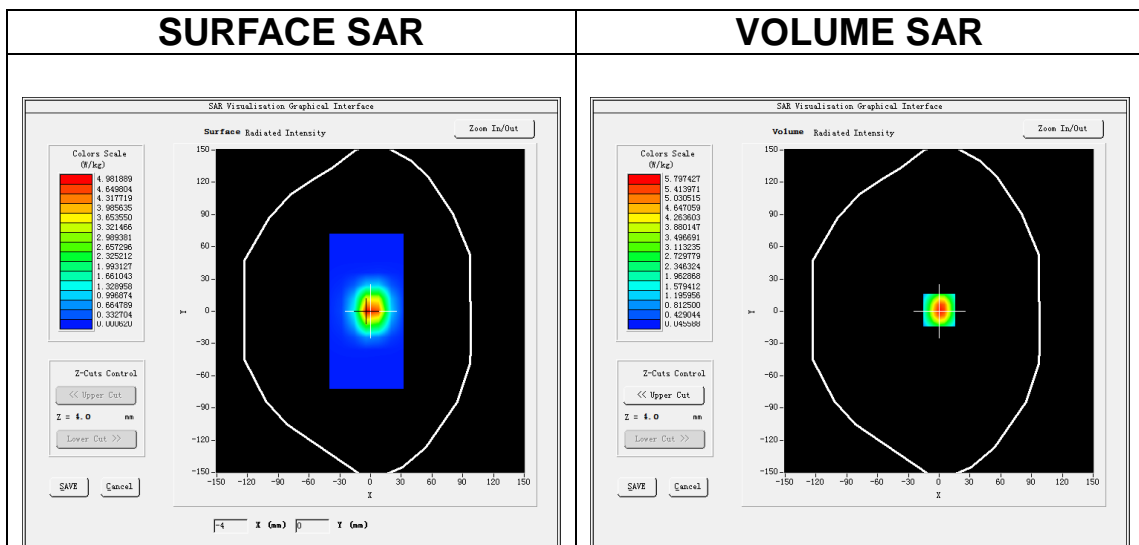 SURFACE SAR
VOLUME SAR
SAR Visualisation Graphical Interface
Surface Radiated Intensity
Zoom In/Out
Colors Scale
(W/kg)
4.981889
4.649804
4.317719
3.985635
3.653550
3.321466
2.989381
2.657296
2.325212
1.993127
1.661043
1.328958
0.996874
0.664789
0.332704
0.000620
Z-Cuts Control
<< Upper Cut
Z = 4.0 mm
Lower Cut >>
SAVE Cancel
150
120
90
60
30
0
-30
-60
-90
-120
-150
Y
-150 -120 -90 -60 -30 0 30 60 90 120 150
X
-4 X (mm) 0 Y (mm)
SAR Visualisation Graphical Interface
Volume Radiated Intensity
Zoom In/Out
Colors Scale
(W/kg)
5.797427
5.413971
5.030515
4.647059
4.263603
3.880147
3.496691
3.113235
2.729779
2.346324
1.962868
1.579412
1.195956
0.812500
0.429044
0.045588
Z-Cuts Control
<< Upper Cut
Z = 4.0 mm
Lower Cut >>
SAVE Cancel
150
120
90
60
30
0
-30
-60
-90
-120
-150
Y
-150 -120 -90 -60 -30 0 30 60 90 120 150
X